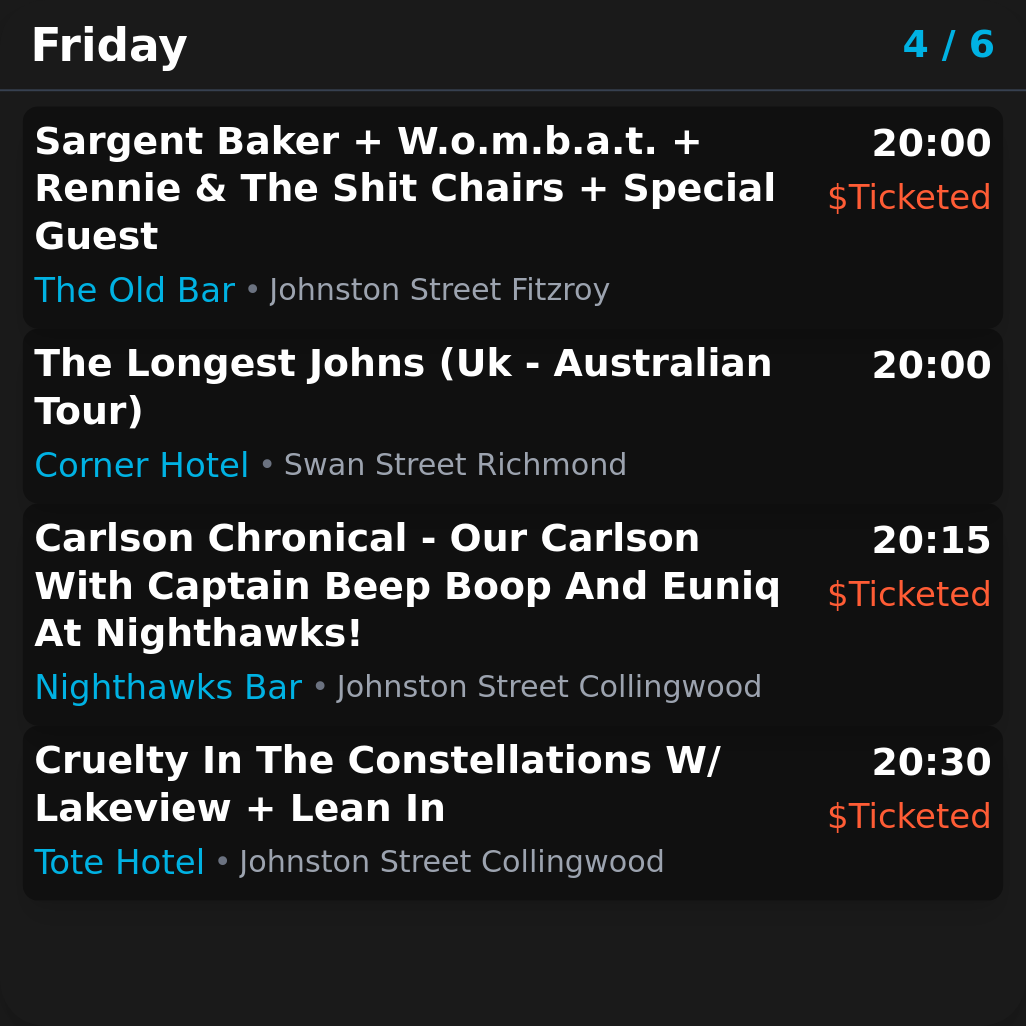 Friday
4 / 6
Sargent Baker + W.o.m.b.a.t. +
Rennie & The Shit Chairs + Special
Guest
20:00
$Ticketed
The Old Bar • Johnston Street Fitzroy
The Longest Johns (Uk - Australian
Tour)
20:00
Corner Hotel • Swan Street Richmond
Carlson Chronical - Our Carlson
With Captain Beep Boop And Euniq
At Nighthawks!
20:15
$Ticketed
Nighthawks Bar • Johnston Street Collingwood
Cruelty In The Constellations W/
Lakeview + Lean In
20:30
$Ticketed
Tote Hotel • Johnston Street Collingwood